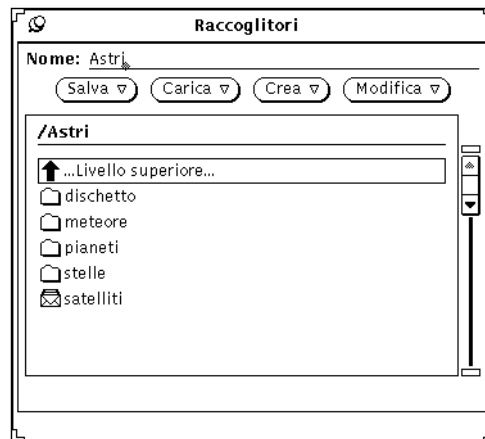 Raccoglitori
Nome: Astri
Salva Carica Crea Modifica
/Astri
...Livello superiore...
dischetto
meteore
pianeti
stelle
satelliti